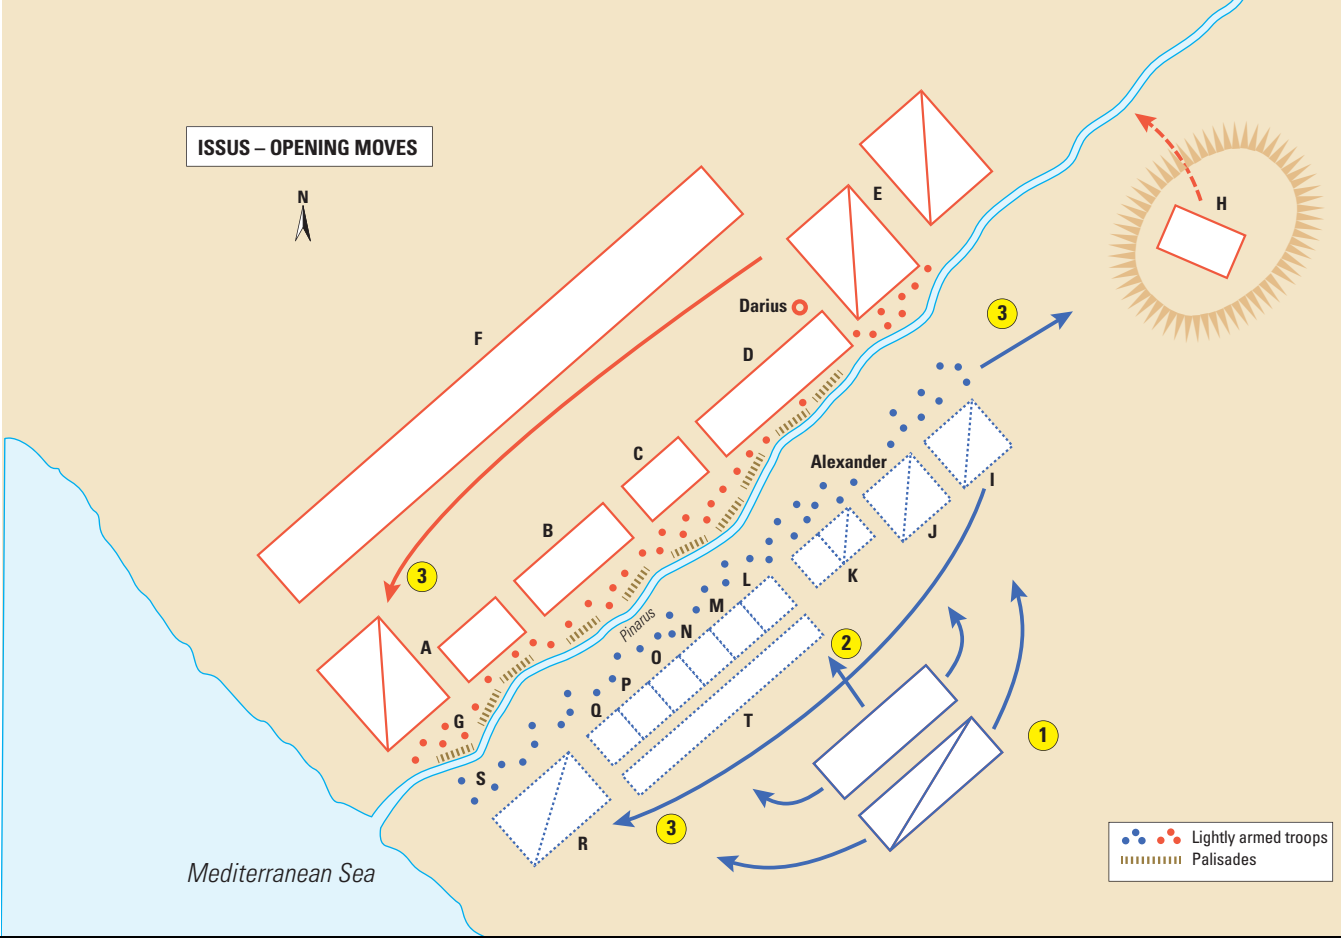 ISSUS – OPENING MOVES
N
E
H
Darius
3
F
D
C
Alexander
I
B
J
3
K
L
M
Pinarus
N
2
A
O
P
Q
G
T
1
S
3
R
Lightly armed troops
Palisades
Mediterranean Sea